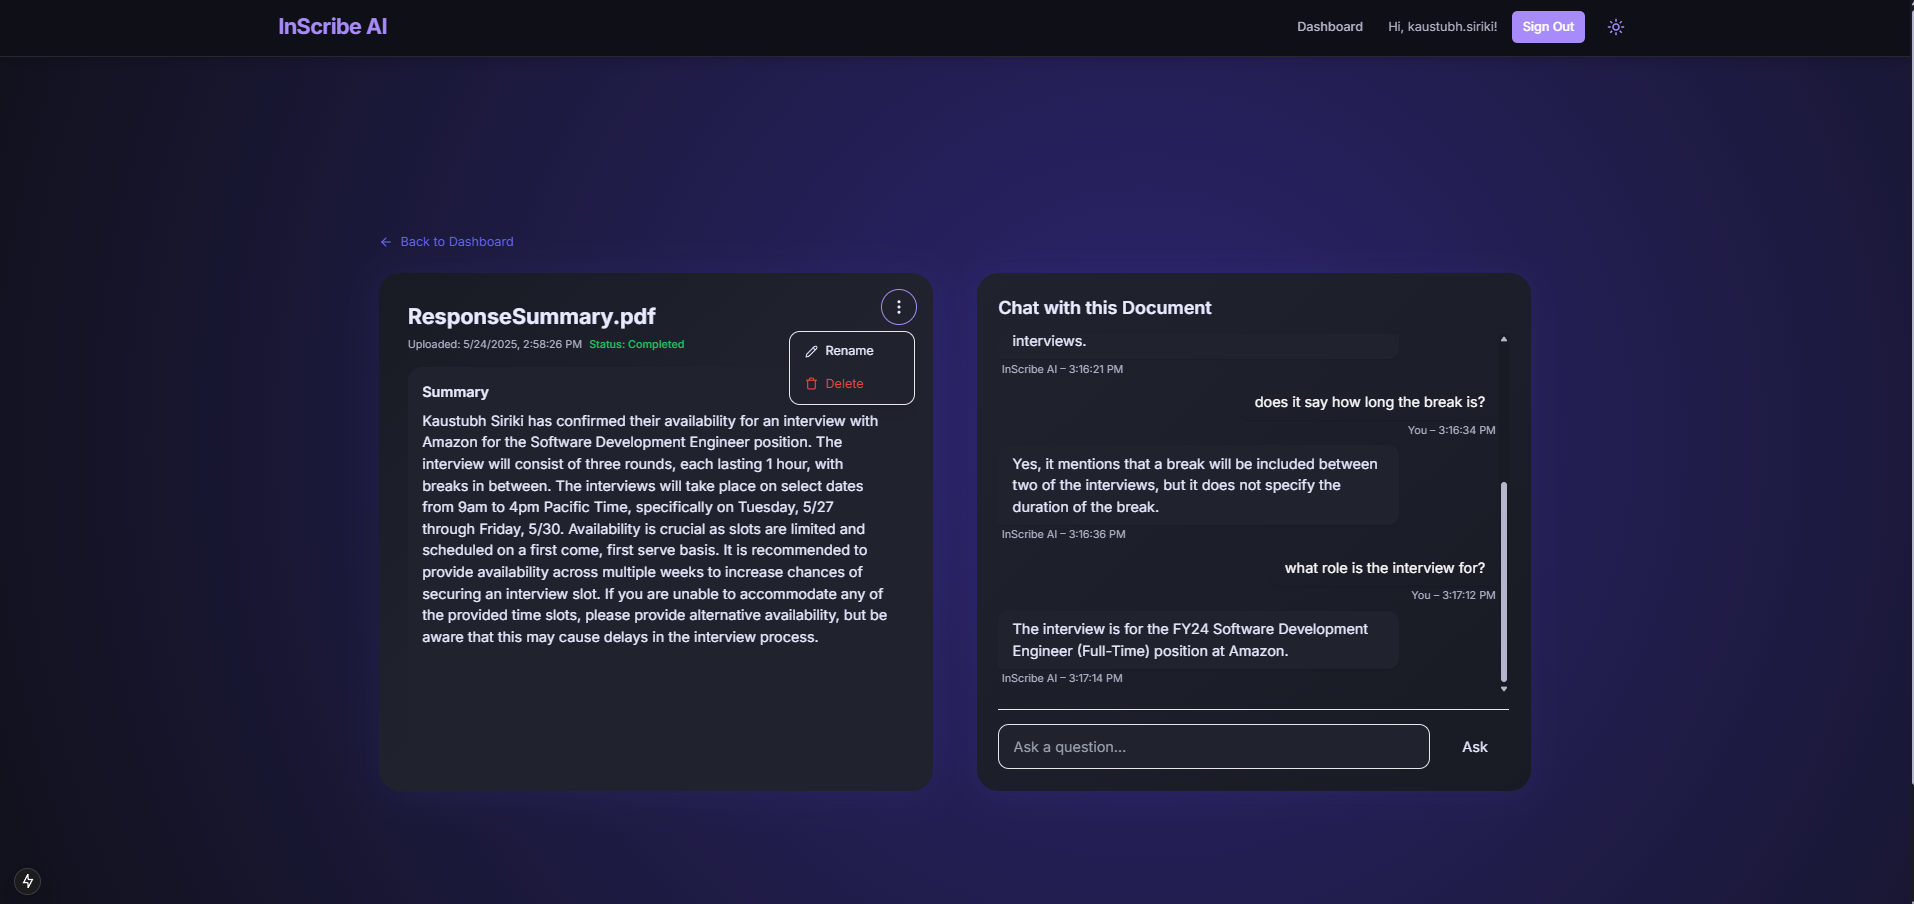 InScribe AI
Dashboard
Hi, kaustubh.siriki!
Sign Out
Back to Dashboard
ResponseSummary.pdf
Uploaded: 5/24/2025, 2:58:26 PM Status: Completed
Rename
Delete
Summary
Kaustubh Siriki has confirmed their availability for an interview with
Amazon for the Software Development Engineer position. The
interview will consist of three rounds, each lasting 1 hour, with
breaks in between. The interviews will take place on select dates
from 9am to 4pm Pacific Time, specifically on Tuesday, 5/27
through Friday, 5/30. Availability is crucial as slots are limited and
scheduled on a first come, first serve basis. It is recommended to
provide availability across multiple weeks to increase chances of
securing an interview slot. If you are unable to accommodate any of
the provided time slots, please provide alternative availability, but be
aware that this may cause delays in the interview process.
Chat with this Document
interviews.
InScribe AI – 3:16:21 PM
does it say how long the break is?
You – 3:16:34 PM
Yes, it mentions that a break will be included between
two of the interviews, but it does not specify the
duration of the break.
InScribe AI – 3:16:36 PM
what role is the interview for?
You – 3:17:12 PM
The interview is for the FY24 Software Development
Engineer (Full-Time) position at Amazon.
InScribe AI – 3:17:14 PM
Ask a question...
Ask